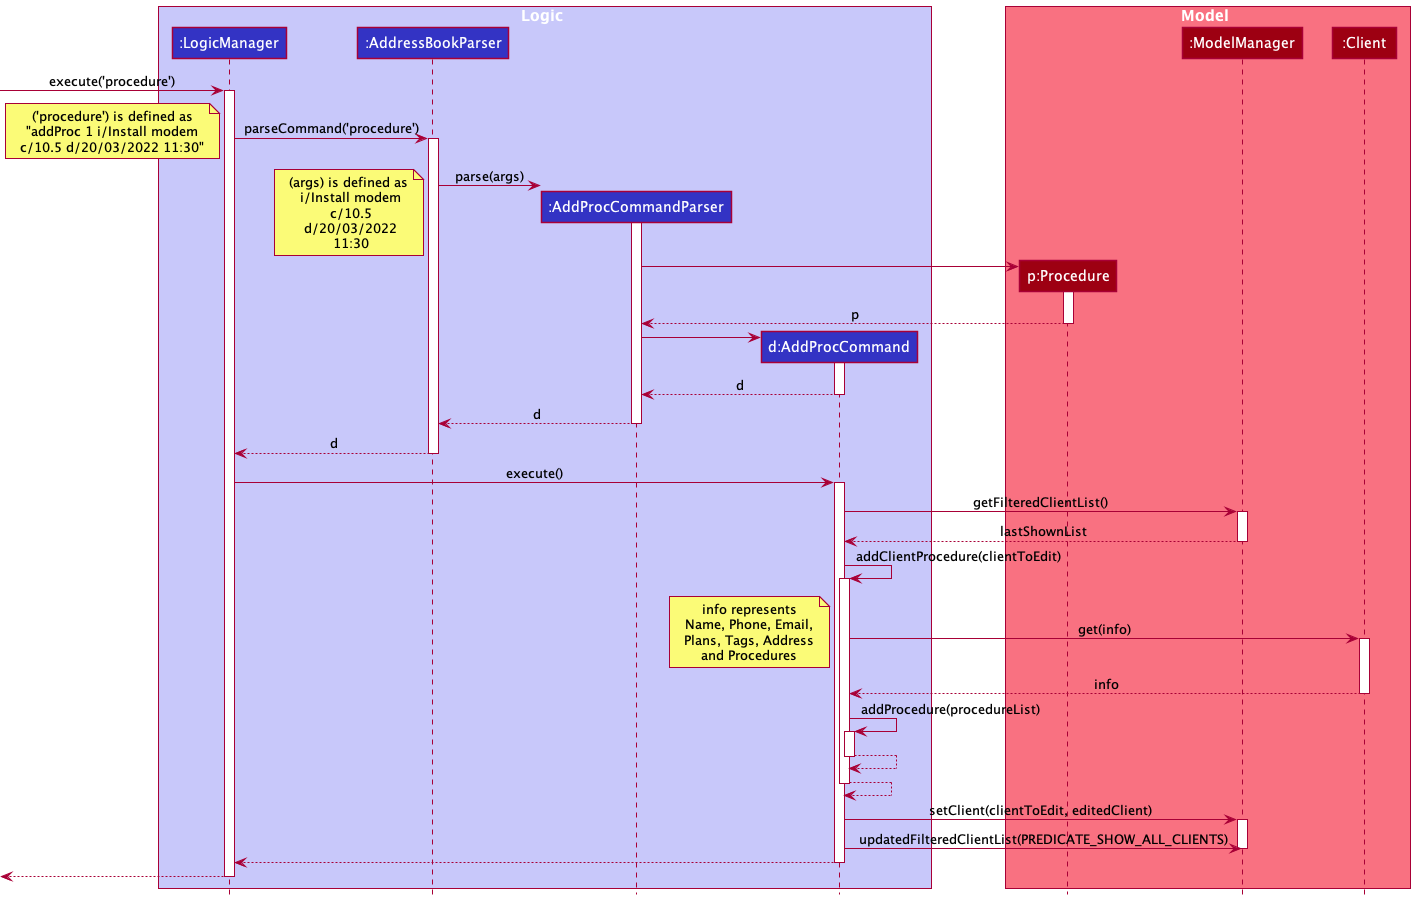 Logic
Model
:LogicManager
:AddressBookParser
:ModelManager
:Client
execute('procedure')
('procedure') is defined as
"addProc 1 i/Install modem
c/10.5 d/20/03/2022 11:30"
parseCommand('procedure')
(args) is defined as
i/Install modem
c/10.5
d/20/03/2022
11:30
parse(args)
:AddProcCommandParser
p:Procedure
p
d:AddProcCommand
d
d
d
execute()
getFilteredClientList()
lastShownList
addClientProcedure(clientToEdit)
info represents
Name, Phone, Email,
Plans, Tags, Address
and Procedures
get(info)
info
addProcedure(procedureList)
setClient(clientToEdit, editedClient)
updatedFilteredClientList(PREDICATE_SHOW_ALL_CLIENTS)